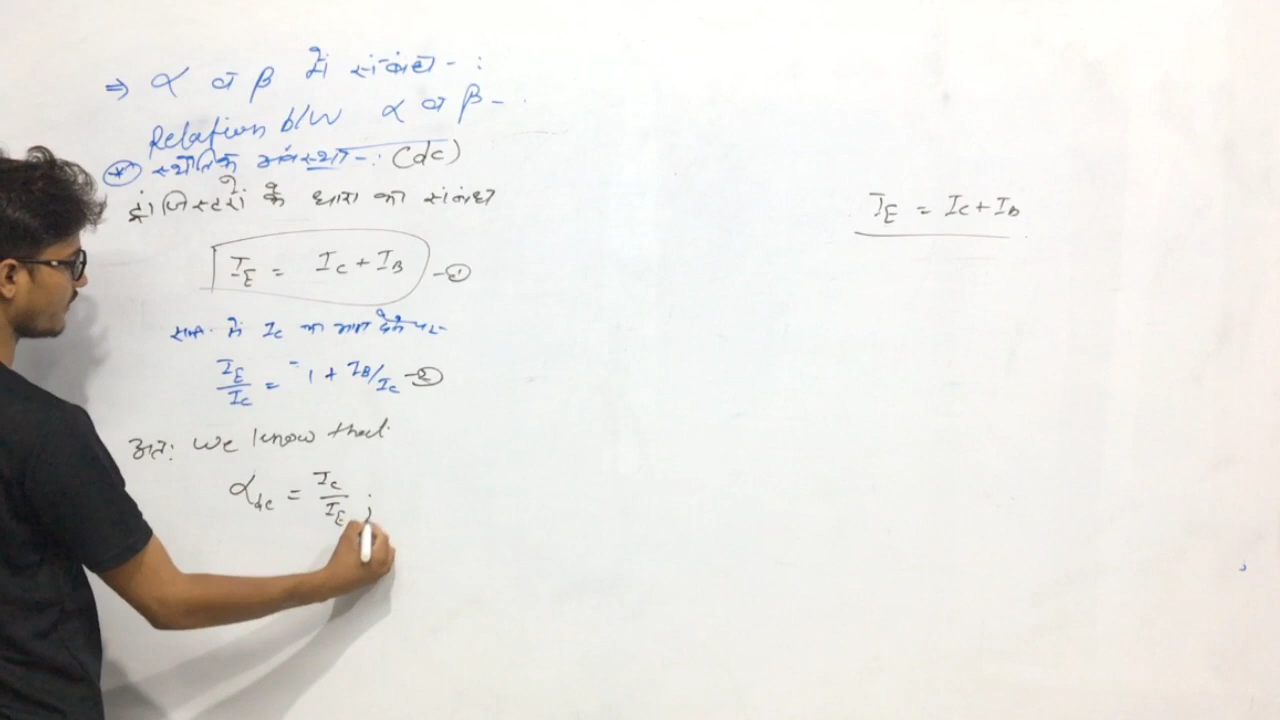 ⇒ α व β में संबंध - :
Relation b/w α व β -
* स्थैतिक अवस्था - : (dc)
ट्रांजिस्टरों के धारा का संबंध
I_E = I_C + I_B - ①
समी. में I_C का भाग देने पर -
I_E/I_C = 1 + I_B/I_C - ②
अतः We know that
α_dc = I_C/I_E ;
I_E = I_C + I_B